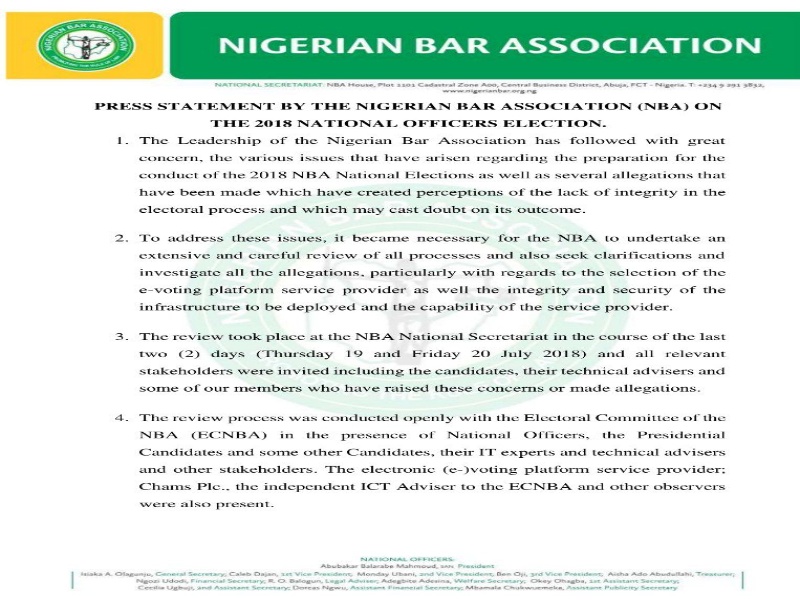 NIGERIAN BAR ASSOCIATION
NATIONAL SECRETARIAT: NBA House, Plot 1101 Cadastral Zone A00, Central Business District, Abuja, FCT - Nigeria. T: +234 9 291 3832,
www.nigerianbar.org.ng
PRESS STATEMENT BY THE NIGERIAN BAR ASSOCIATION (NBA) ON
THE 2018 NATIONAL OFFICERS ELECTION.
1. The Leadership of the Nigerian Bar Association has followed with great
concern, the various issues that have arisen regarding the preparation for the
conduct of the 2018 NBA National Elections as well as several allegations that
have been made which have created perceptions of the lack of integrity in the
electoral process and which may cast doubt on its outcome.
2. To address these issues, it became necessary for the NBA to undertake an
extensive and careful review of all processes and also seek clarifications and
investigate all the allegations, particularly with regards to the selection of the
e-voting platform service provider as well the integrity and security of the
infrastructure to be deployed and the capability of the service provider.
3. The review took place at the NBA National Secretariat in the course of the last
two (2) days (Thursday 19 and Friday 20 July 2018) and all relevant
stakeholders were invited including the candidates, their technical advisers and
some of our members who have raised these concerns or made allegations.
4. The review process was conducted openly with the Electoral Committee of the
NBA (ECNBA) in the presence of National Officers, the Presidential
Candidates and some other Candidates, their IT experts and technical advisers
and other stakeholders. The electronic (e-)voting platform service provider;
Chams Plc., the independent ICT Adviser to the ECNBA and other observers
were also present.
NATIONAL OFFICERS:
Abubakar Balarabe Mahmoud, SAN President
Isiaka A. Olagunju, General Secretary; Caleb Dajan, 1st Vice President; Monday Ubani, 2nd Vice President; Ben Oji, 3rd Vice President; Aisha Ado Abudullahi, Treasurer;
Ngozi Udodi, Financial Secretary; R. O. Balogun, Legal Adviser; Adegbite Adesina, Welfare Secretary; Okey Ohagba, 1st Assistant Secretary;
Cecilia Ugbuji, 2nd Assistant Secretary; Dorcas Ngwu, Assistant Financial Secretary; Mbamala Chukwuemeka, Assistant Publicity Secretary.